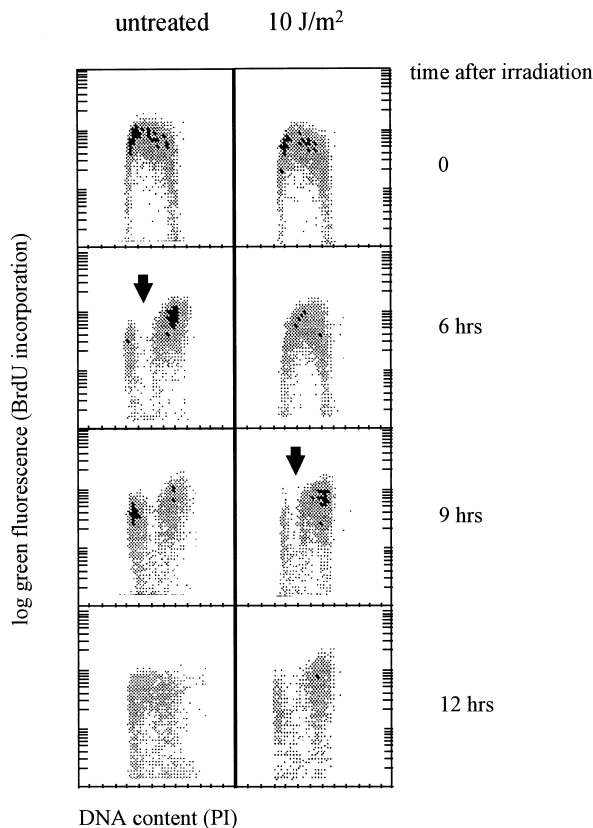 untreated
10 J/m²
time after irradiation
0
6 hrs
9 hrs
12 hrs
log green fluorescence (BrdU incorporation)
DNA content (PI)